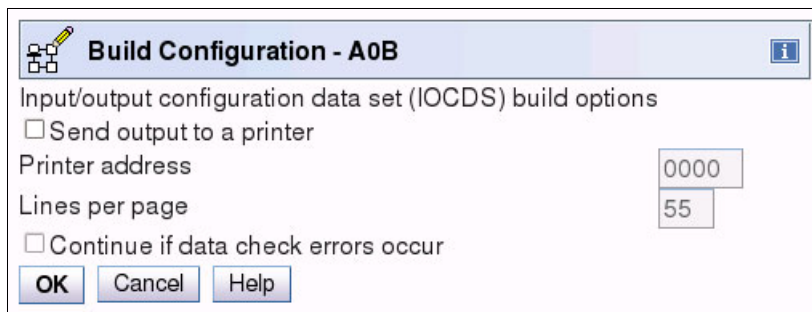 Build Configuration - A0B
i
Input/output configuration data set (IOCDS) build options
Send output to a printer
Printer address 0000
Lines per page 55
Continue if data check errors occur
OK Cancel Help